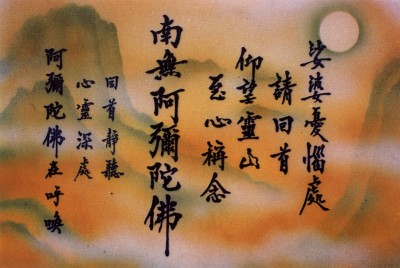 娑婆憂惱處
請回首
仰望靈山
至心稱念
南無阿彌陀佛
回首靜聽
心靈深處
阿彌陀佛在呼喚